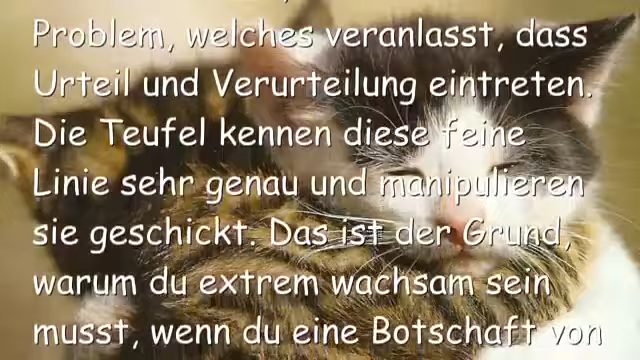 Problem, welches veranlasst, dass
Urteil und Verurteilung eintreten.
Die Teufel kennen diese feine
Linie sehr genau und manipulieren
sie geschickt. Das ist der Grund,
warum du extrem wachsam sein
musst, wenn du eine Botschaft von